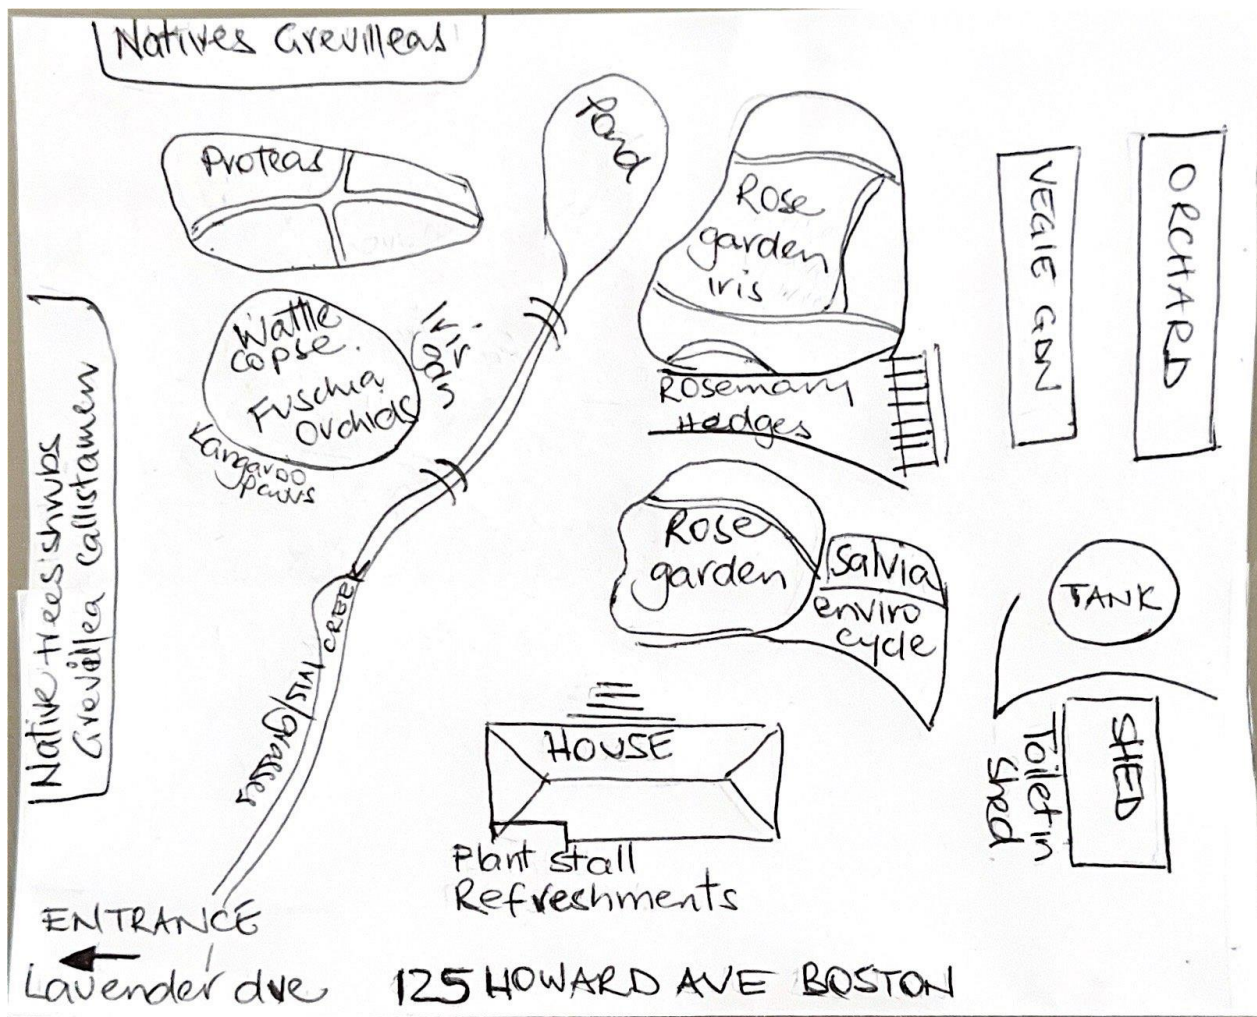 Natives Grevilleas
Proteas
Pond
Rose
garden
iris
VEGIE GDN
ORCHARD
Wattle
copse
Fuschia
Orchids
Kangaroo
paws
Rosemary
Hedges
Native trees shrubs
Grevillea Callistamen
Rose
garden
Salvia
enviro
cycle
TANK
CREEK
Iris/grasses
HOUSE
SHED
Toilet in
shed
Plant stall
Refreshments
ENTRANCE
Lavender dve
125 HOWARD AVE BOSTON